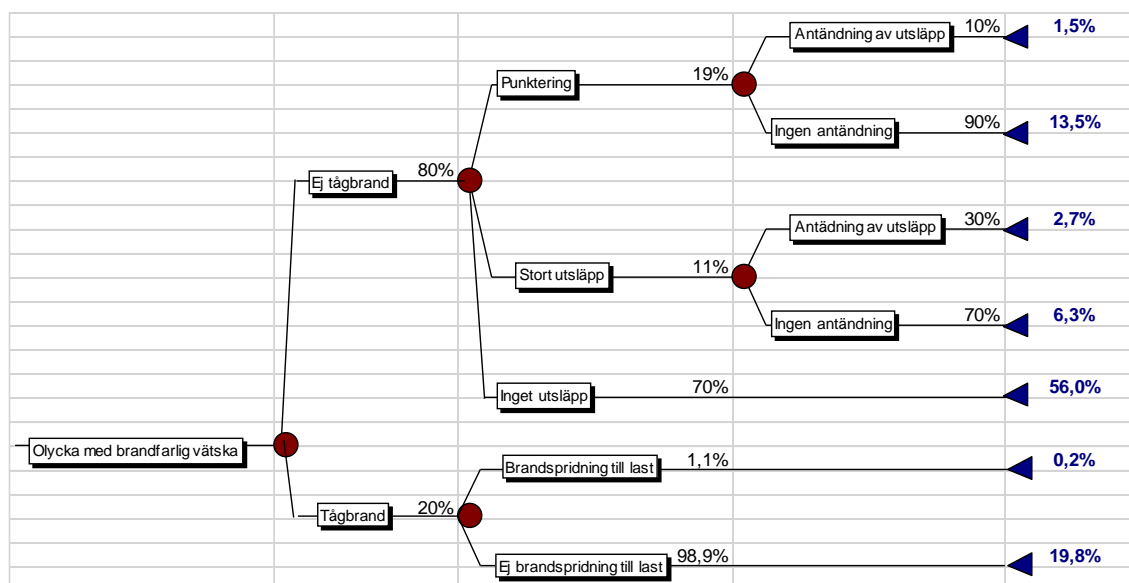 Antändning av utsläpp 10% 1,5%
Punktering 19%
Ingen antändning 90% 13,5%
Ej tågbrand 80%
Antädning av utsläpp 30% 2,7%
Stort utsläpp 11%
Ingen antändning 70% 6,3%
Inget utsläpp 70% 56,0%
Olycka med brandfarlig vätska
Brandspridning till last 1,1% 0,2%
Tågbrand 20%
Ej brandspridning till last 98,9% 19,8%